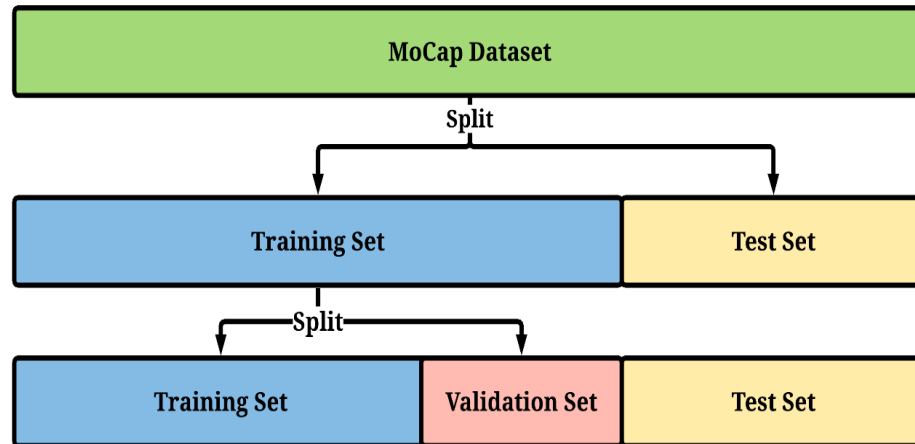 MoCap Dataset
Split
Training Set
Test Set
Split
Training Set
Validation Set
Test Set